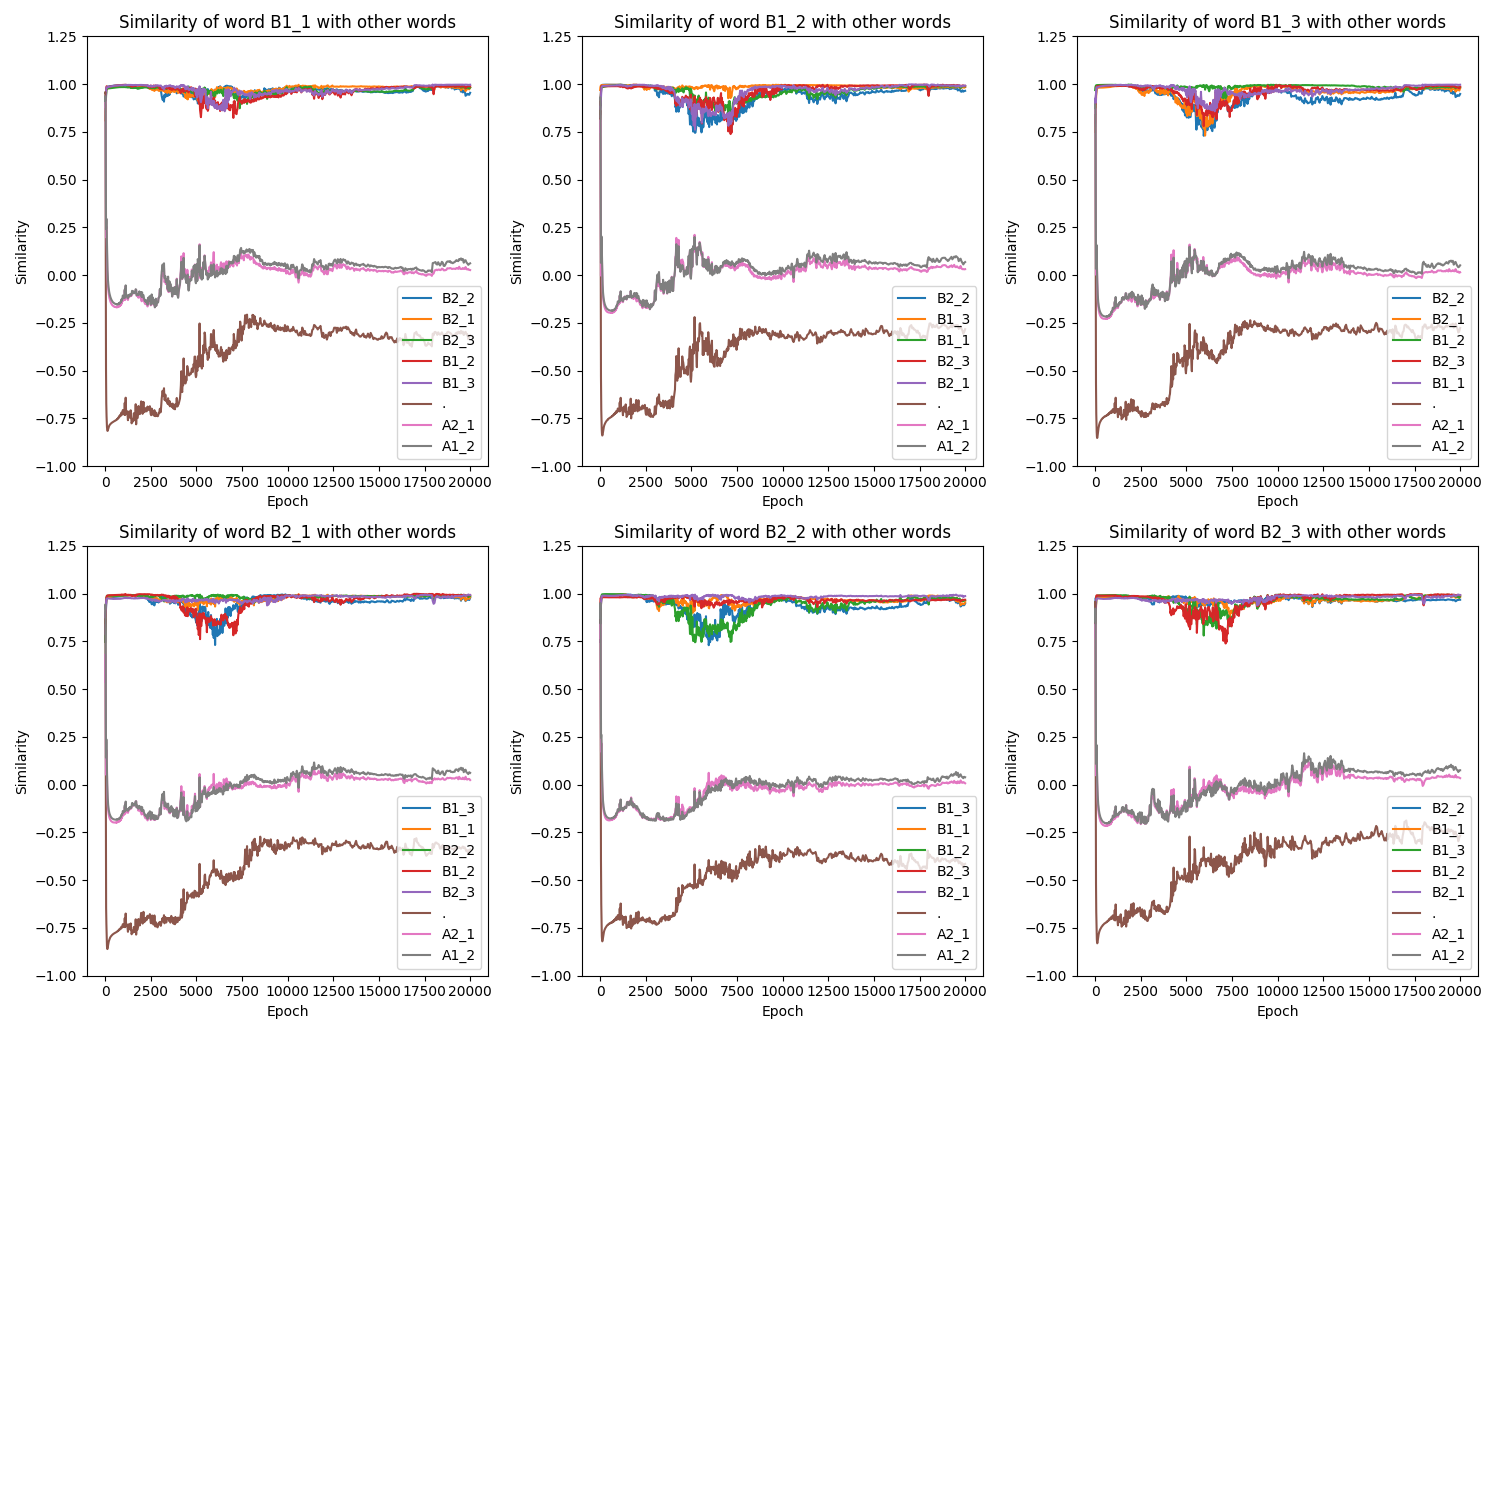 Similarity of word B1_1 with other words
1.25
1.00
0.75
0.50
0.25
0.00
−0.25
−0.50
−0.75
−1.00
Similarity
0 2500 5000 7500 10000 12500 15000 17500 20000
Epoch
B2_2
B2_1
B2_3
B1_2
B1_3
.
A2_1
A1_2
Similarity of word B1_2 with other words
1.25
1.00
0.75
0.50
0.25
0.00
−0.25
−0.50
−0.75
−1.00
Similarity
0 2500 5000 7500 10000 12500 15000 17500 20000
Epoch
B2_2
B1_3
B1_1
B2_3
B2_1
.
A2_1
A1_2
Similarity of word B1_3 with other words
1.25
1.00
0.75
0.50
0.25
0.00
−0.25
−0.50
−0.75
−1.00
Similarity
0 2500 5000 7500 10000 12500 15000 17500 20000
Epoch
B2_2
B2_1
B1_2
B2_3
B1_1
.
A2_1
A1_2
Similarity of word B2_1 with other words
1.25
1.00
0.75
0.50
0.25
0.00
−0.25
−0.50
−0.75
−1.00
Similarity
0 2500 5000 7500 10000 12500 15000 17500 20000
Epoch
B1_3
B1_1
B2_2
B1_2
B2_3
.
A2_1
A1_2
Similarity of word B2_2 with other words
1.25
1.00
0.75
0.50
0.25
0.00
−0.25
−0.50
−0.75
−1.00
Similarity
0 2500 5000 7500 10000 12500 15000 17500 20000
Epoch
B1_3
B1_1
B1_2
B2_3
B2_1
.
A2_1
A1_2
Similarity of word B2_3 with other words
1.25
1.00
0.75
0.50
0.25
0.00
−0.25
−0.50
−0.75
−1.00
Similarity
0 2500 5000 7500 10000 12500 15000 17500 20000
Epoch
B2_2
B1_1
B1_3
B1_2
B2_1
.
A2_1
A1_2